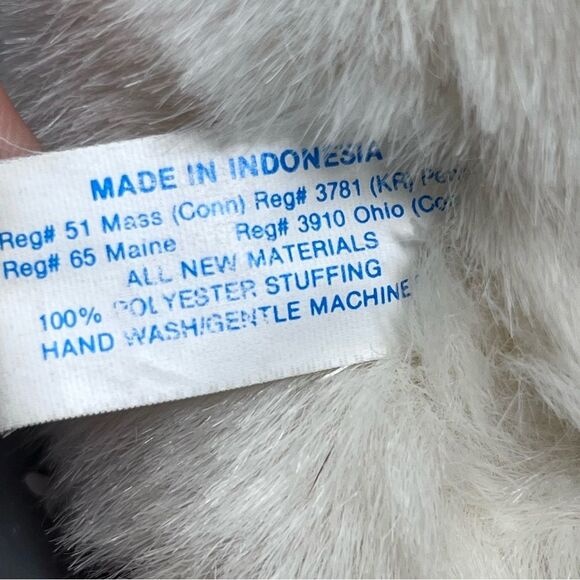 MADE IN INDONESIA
Reg# 51 Mass (Conn) Reg# 3781 (KR)
Reg# 65 Maine Reg# 3910 Ohio
ALL NEW MATERIALS
100% POLYESTER STUFFING
HAND WASH/GENTLE MACHINE